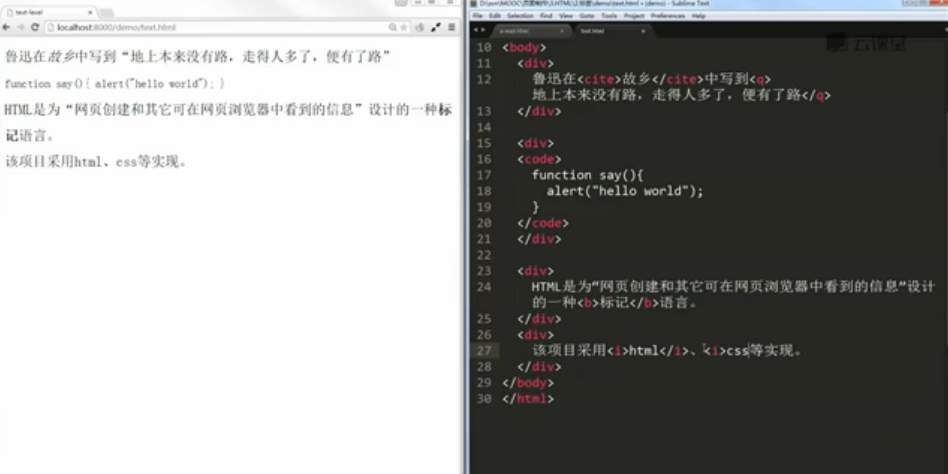 text-level
localhost:8000/demo/text.html
鲁迅在故乡中写到“地上本来没有路，走得人多了，便有了路”
function say(){ alert("hello world"); }
HTML是为“网页创建和其它可在网页浏览器中看到的信息”设计的一种标
记语言。
该项目采用html、css等实现。
File Edit Selection Find View Goto Tools Project Preferences Help
text.html
云课堂
10 <body>
11 <div>
12 鲁迅在<cite>故乡</cite>中写到<q>
地上本来没有路，走得人多了，便有了路</q>
13 </div>
14
15 <div>
16 <code>
17 function say(){
18 alert("hello world");
19 }
20 </code>
21 </div>
22
23 <div>
24 HTML是为“网页创建和其它可在网页浏览器中看到的信息”设计
的一种<b>标记</b>语言。
25 </div>
26 <div>
27 该项目采用<i>html</i>、<i>css等实现。
28 </div>
29 </body>
30 </html>